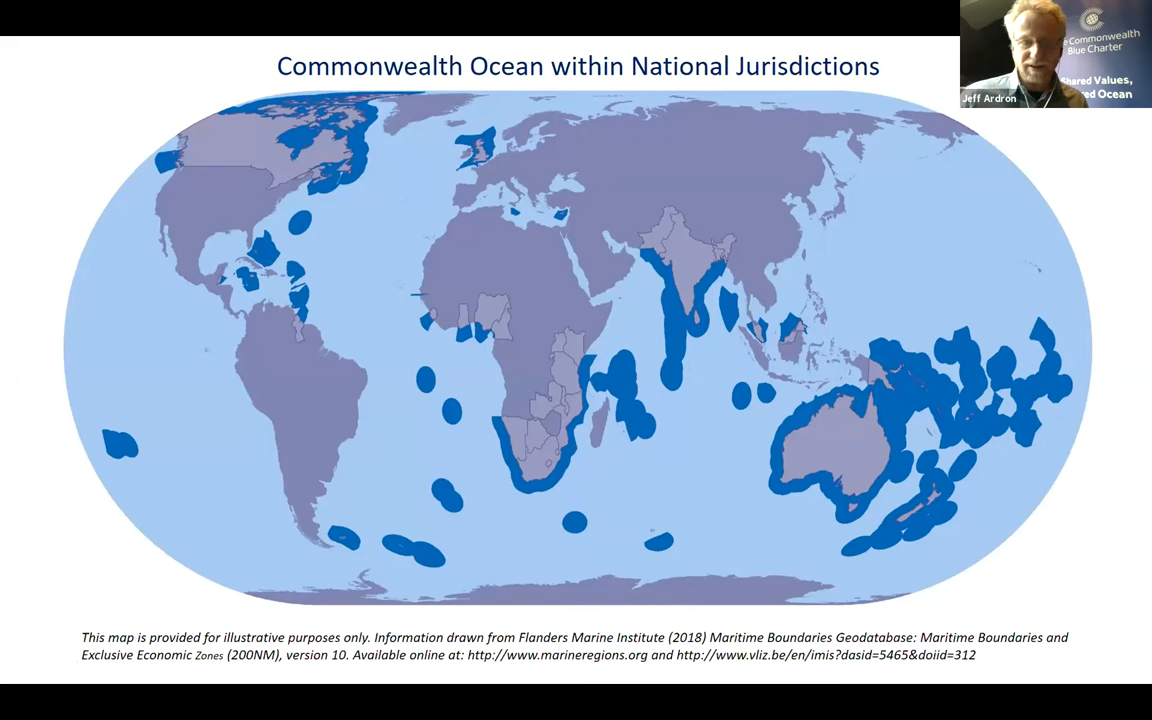 Commonwealth Ocean within National Jurisdictions
e Commonwealth
Blue Charter
Shared Values,
red Ocean
Jeff Ardron
This map is provided for illustrative purposes only. Information drawn from Flanders Marine Institute (2018) Maritime Boundaries Geodatabase: Maritime Boundaries and
Exclusive Economic Zones (200NM), version 10. Available online at: http://www.marineregions.org and http://www.vliz.be/en/imis?dasid=5465&doiid=312